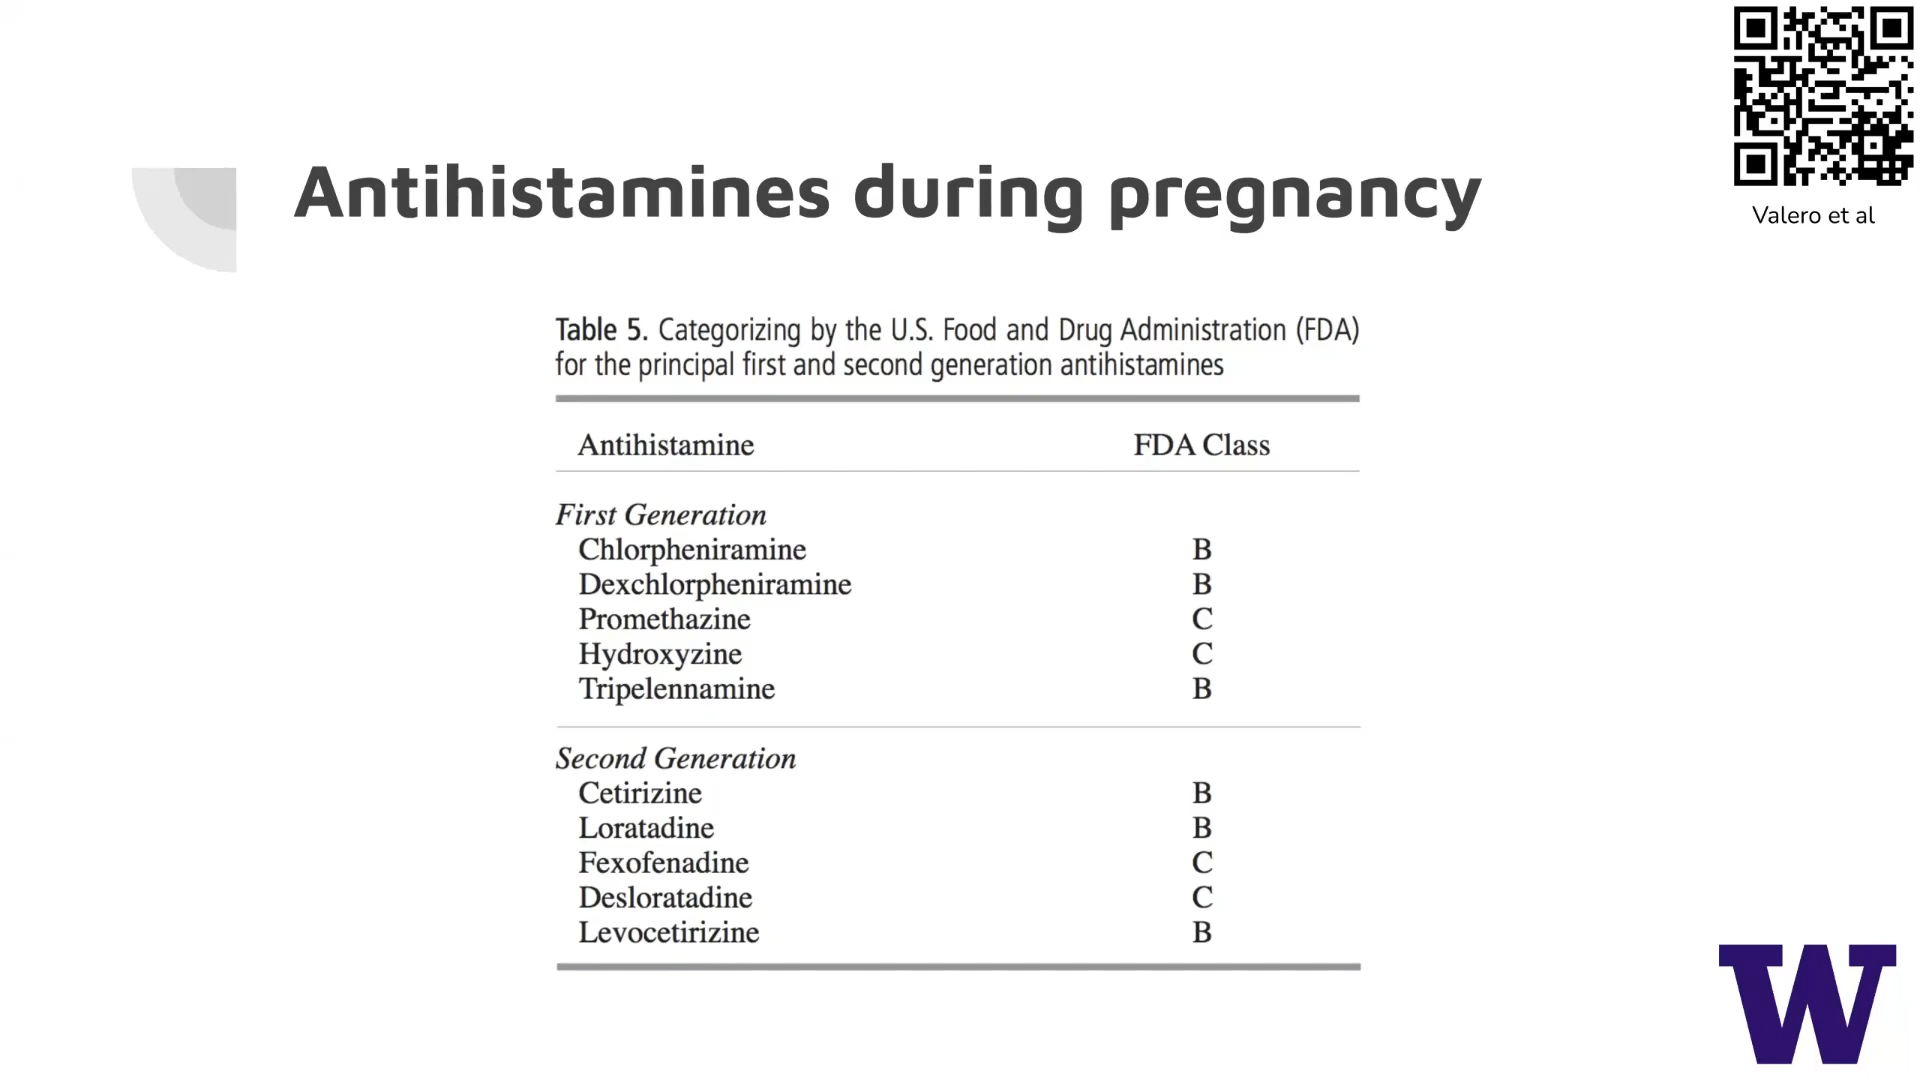 Valero et al
Antihistamines during pregnancy
Table 5. Categorizing by the U.S. Food and Drug Administration (FDA)
for the principal first and second generation antihistamines
Antihistamine FDA Class
First Generation
Chlorpheniramine B
Dexchlorpheniramine B
Promethazine C
Hydroxyzine C
Tripelennamine B
Second Generation
Cetirizine B
Loratadine B
Fexofenadine C
Desloratadine C
Levocetirizine B
W